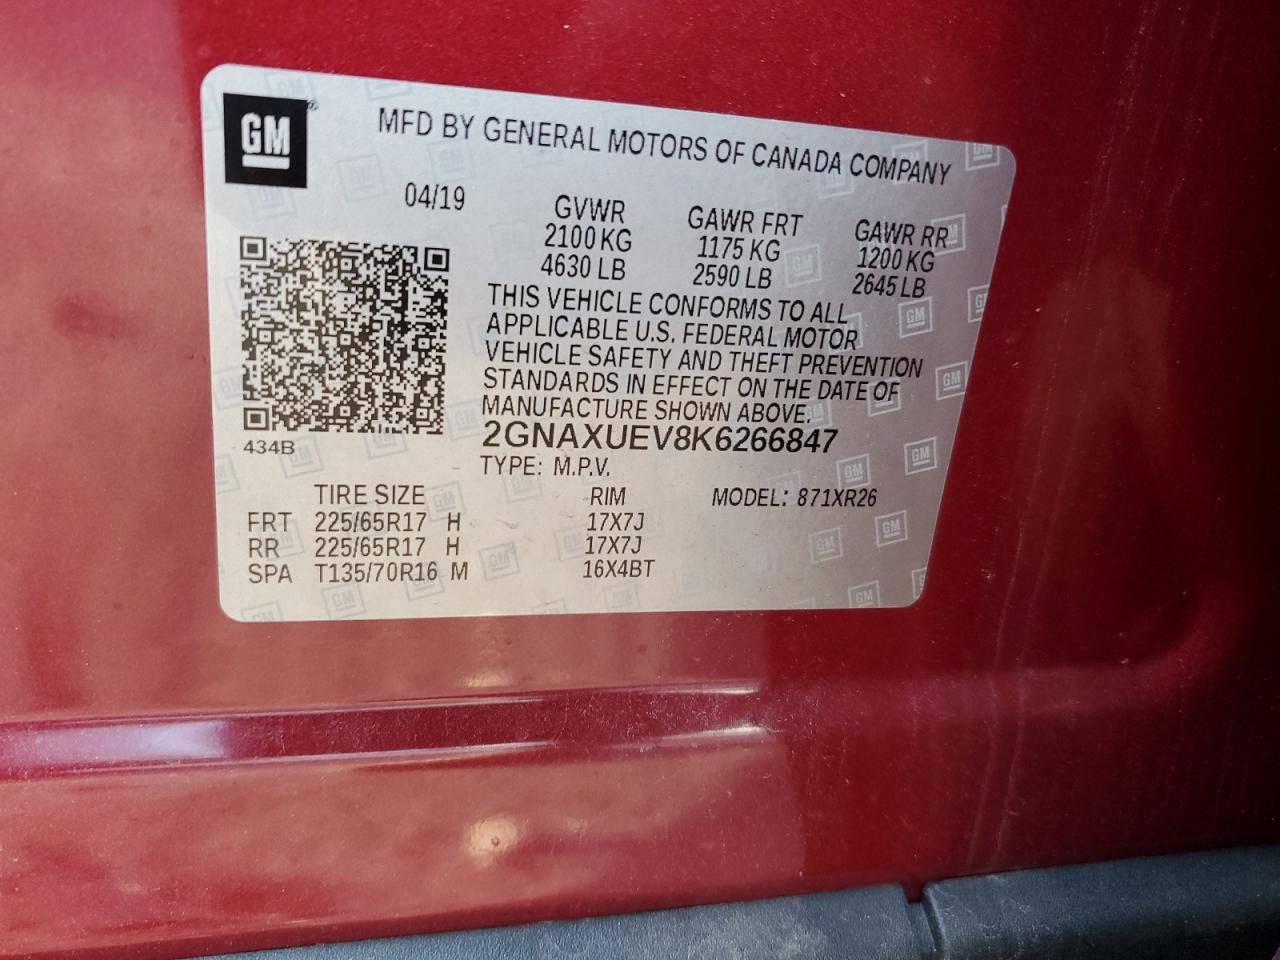 GM
MFD BY GENERAL MOTORS OF CANADA COMPANY
04/19
GVWR GAWR FRT GAWR RR
2100 KG 1175 KG 1200 KG
4630 LB 2590 LB 2645 LB
THIS VEHICLE CONFORMS TO ALL
APPLICABLE U.S. FEDERAL MOTOR
VEHICLE SAFETY AND THEFT PREVENTION
STANDARDS IN EFFECT ON THE DATE OF
MANUFACTURE SHOWN ABOVE.
2GNAXUEV8K6266847
434B
TYPE: M.P.V.
TIRE SIZE RIM MODEL: 871XR26
FRT 225/65R17 H 17X7J
RR 225/65R17 H 17X7J
SPA T135/70R16 M 16X4BT